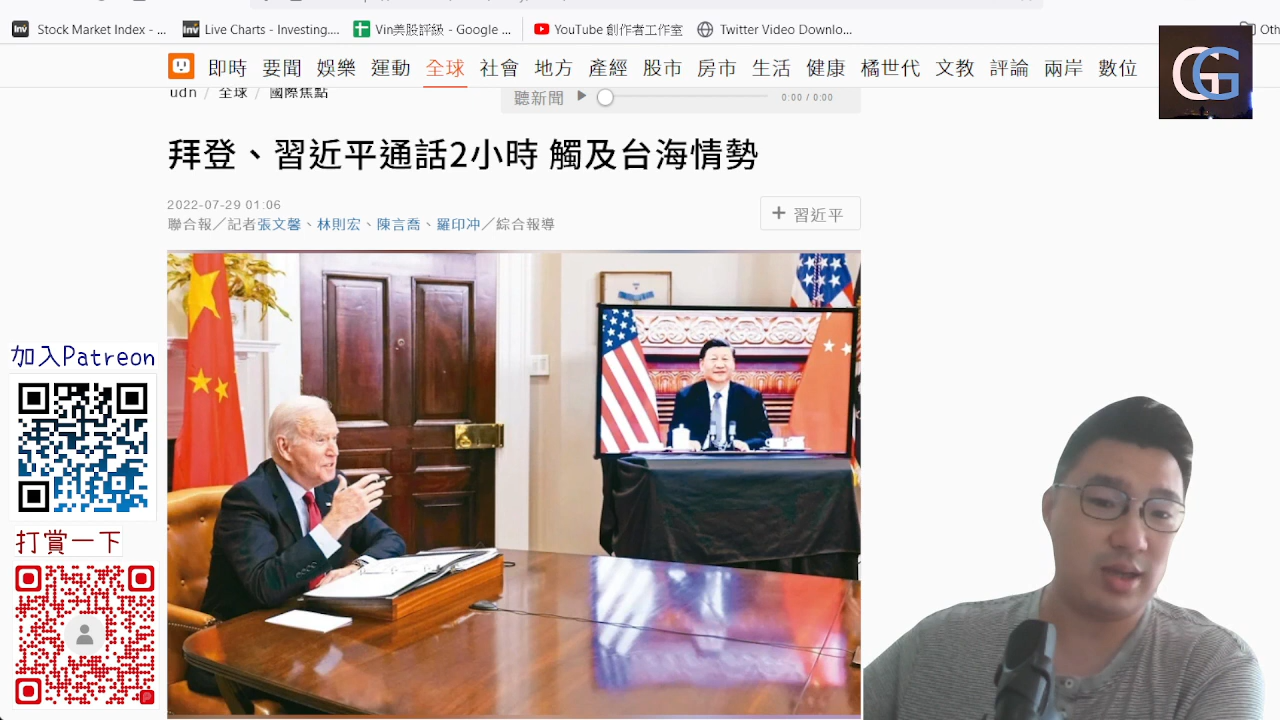 Stock Market Index - ...
Live Charts - Investing....
Vin美股評級 - Google ...
YouTube 創作者工作室
Twitter Video Downlo...
Oth
即時 要聞 娛樂 運動 全球 社會 地方 產經 股市 房市 生活 健康 橘世代 文教 評論 兩岸 數位
GG
udn / 全球 / 國際焦點
聽新聞
0:00 / 0:00
拜登、習近平通話2小時 觸及台海情勢
2022-07-29 01:06
聯合報／記者張文馨、林則宏、陳言喬、羅印冲／綜合報導
+ 習近平
加入Patreon
打賞一下